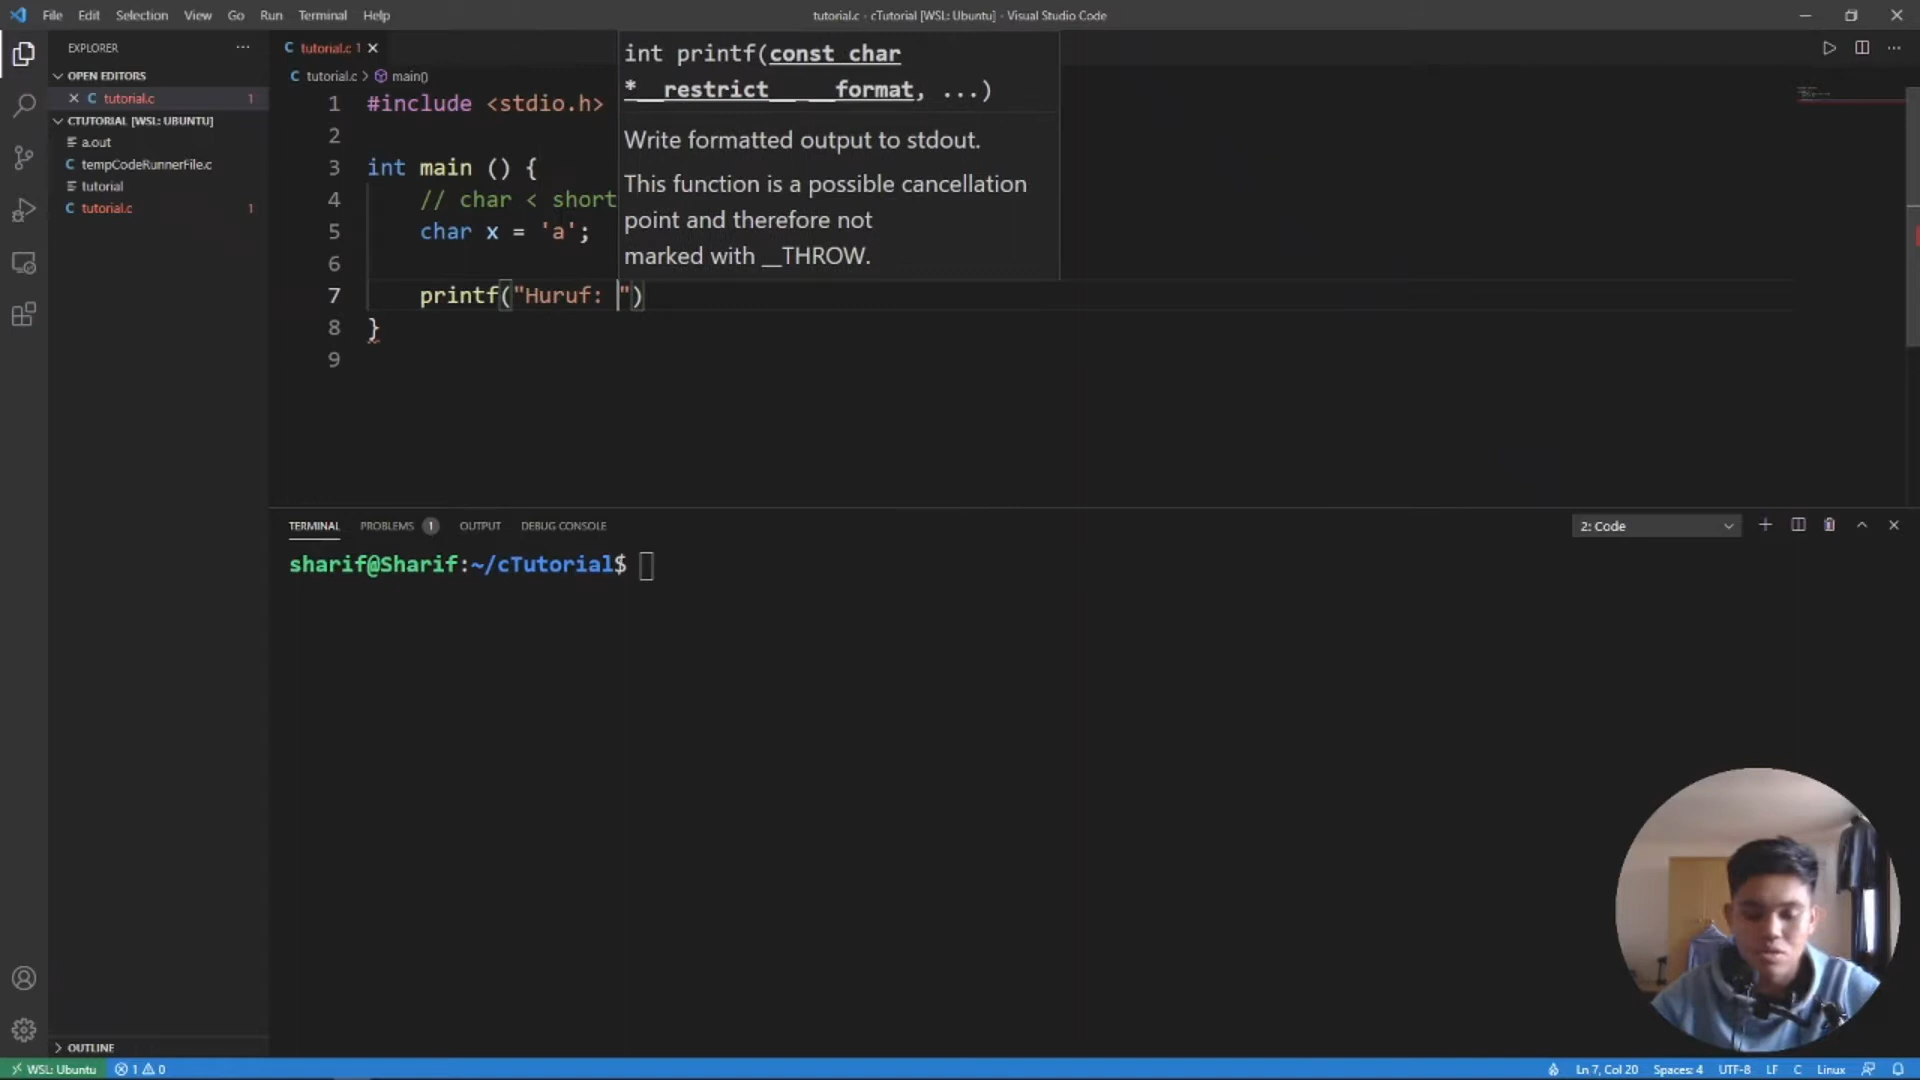 File Edit Selection View Go Run Terminal Help
tutorial.c - cTutorial [WSL: Ubuntu] - Visual Studio Code
EXPLORER
OPEN EDITORS
tutorial.c 1
CTUTORIAL [WSL: UBUNTU]
a.out
tempCodeRunnerFile.c
tutorial
tutorial.c 1
OUTLINE
tutorial.c 1
tutorial.c > main()
1 #include <stdio.h>
2
3 int main () {
4 // char < short
5 char x = 'a';
6
7 printf("Huruf: ")
8 }
9
int printf(const char
*__restrict__ __format, ...)
Write formatted output to stdout.
This function is a possible cancellation
point and therefore not
marked with __THROW.
TERMINAL PROBLEMS 1 OUTPUT DEBUG CONSOLE
2: Code
sharif@Sharif:~/cTutorial$
WSL: Ubuntu 1 0
Ln 7, Col 20 Spaces: 4 UTF-8 LF C Linux